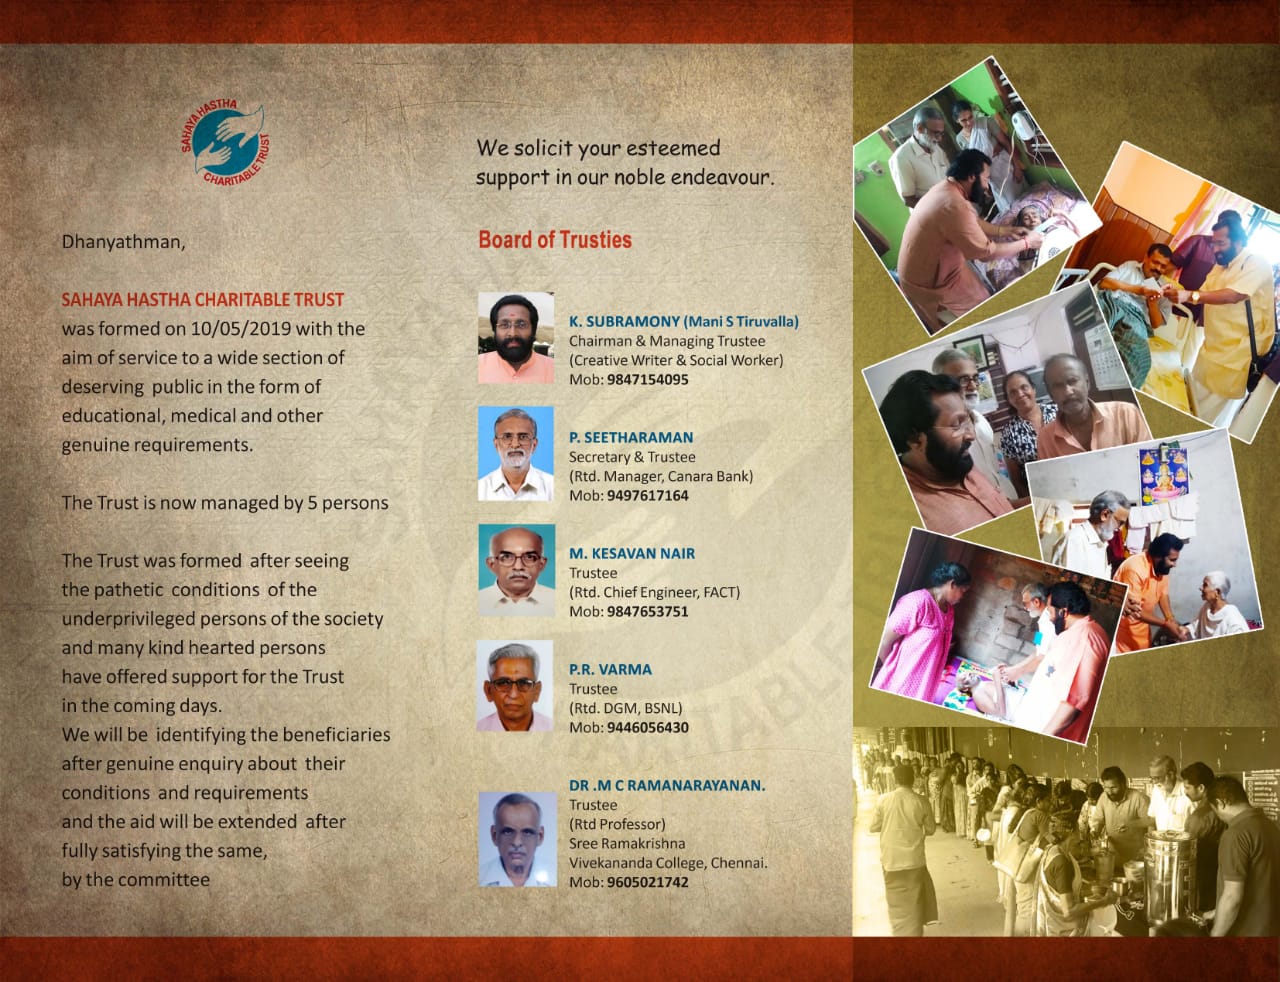 SAHAYA HASTHA
CHARITABLE TRUST
Dhanyathman,
SAHAYA HASTHA CHARITABLE TRUST
was formed on 10/05/2019 with the
aim of service to a wide section of
deserving public in the form of
educational, medical and other
genuine requirements.
The Trust is now managed by 5 persons
The Trust was formed after seeing
the pathetic conditions of the
underprivileged persons of the society
and many kind hearted persons
have offered support for the Trust
in the coming days.
We will be identifying the beneficiaries
after genuine enquiry about their
conditions and requirements
and the aid will be extended after
fully satisfying the same,
by the committee
We solicit your esteemed
support in our noble endeavour.
Board of Trusties
K. SUBRAMONY (Mani S Tiruvalla)
Chairman & Managing Trustee
(Creative Writer & Social Worker)
Mob: 9847154095
P. SEETHARAMAN
Secretary & Trustee
(Rtd. Manager, Canara Bank)
Mob: 9497617164
M. KESAVAN NAIR
Trustee
(Rtd. Chief Engineer, FACT)
Mob: 9847653751
P.R. VARMA
Trustee
(Rtd. DGM, BSNL)
Mob: 9446056430
DR .M C RAMANARAYANAN.
Trustee
(Rtd Professor)
Sree Ramakrishna
Vivekananda College, Chennai.
Mob: 9605021742